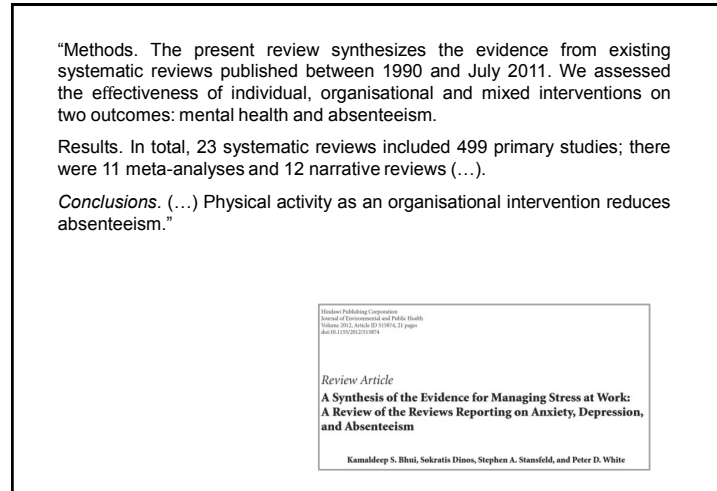 “Methods. The present review synthesizes the evidence from existing
systematic reviews published between 1990 and July 2011. We assessed
the effectiveness of individual, organisational and mixed interventions on
two outcomes: mental health and absenteeism.
Results. In total, 23 systematic reviews included 499 primary studies; there
were 11 meta-analyses and 12 narrative reviews (…).
Conclusions. (…) Physical activity as an organisational intervention reduces
absenteeism.”
Hindawi Publishing Corporation
Journal of Environmental and Public Health
Volume 2012, Article ID 515874, 21 pages
doi:10.1155/2012/515874
Review Article
A Synthesis of the Evidence for Managing Stress at Work:
A Review of the Reviews Reporting on Anxiety, Depression,
and Absenteeism
Kamaldeep S. Bhui, Sokratis Dinos, Stephen A. Stansfeld, and Peter D. White